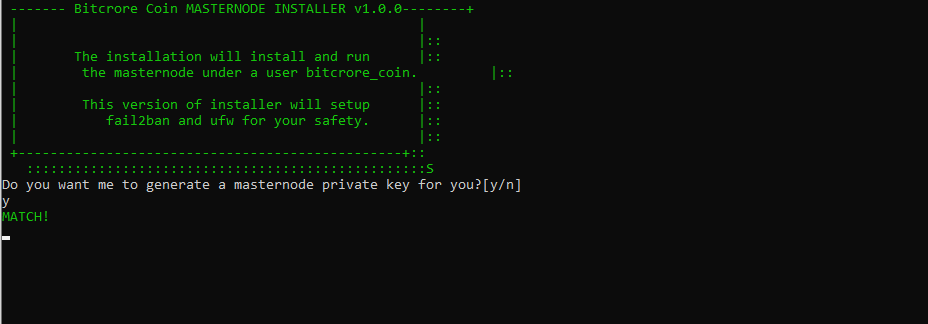 ------- Bitcrore Coin MASTERNODE INSTALLER v1.0.0--------+
|                                                  |
|                                                  |::
|       The installation will install and run      |::
|        the masternode under a user bitcrore_coin.         |::
|                                                  |::
|        This version of installer will setup      |::
|           fail2ban and ufw for your safety.      |::
|                                                  |::
+------------------------------------------------+::
::::::::::::::::::::::::::::::::::::::::::::::::::S
Do you want me to generate a masternode private key for you?[y/n]
y
MATCH!